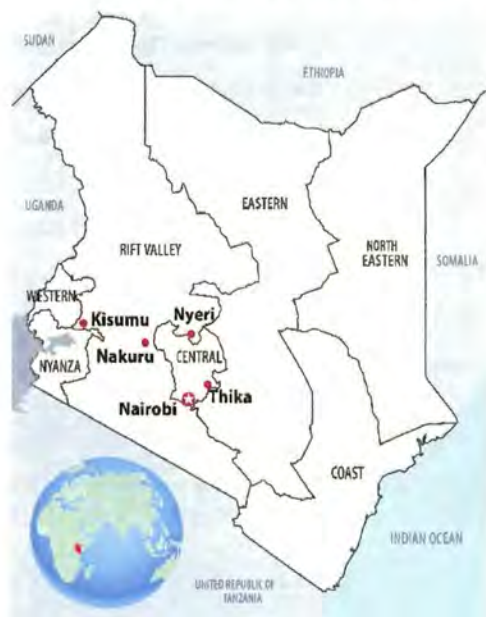 SUDAN
ETHIOPIA
UGANDA
EASTERN
RIFT VALLEY
NORTH
EASTERN
SOMALIA
WESTERN
Kisumu
Nyeri
Nakuru
CENTRAL
NYANZA
Thika
Nairobi
COAST
INDIAN OCEAN
UNITED REPUBLIC OF
TANZANIA